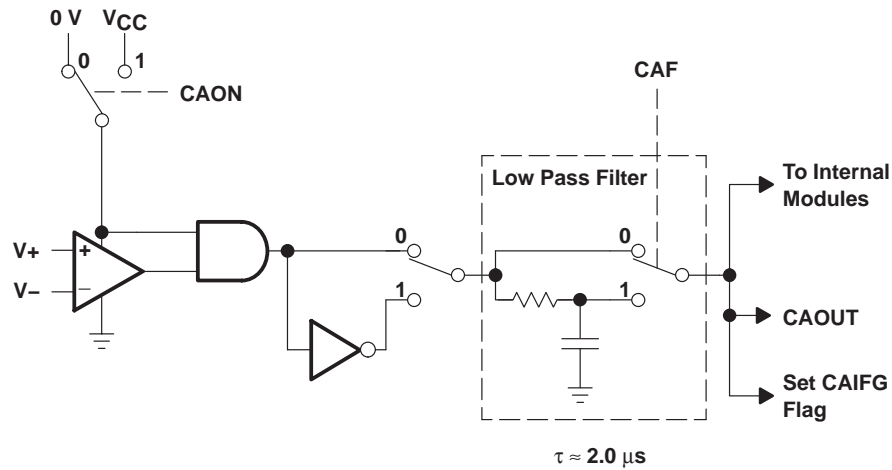 0 V VCC
0 1
CAON
CAF
Low Pass Filter
V+
+
V−
−
0
1
0
1
To Internal
Modules
CAOUT
Set CAIFG
Flag
τ ≈ 2.0 μs